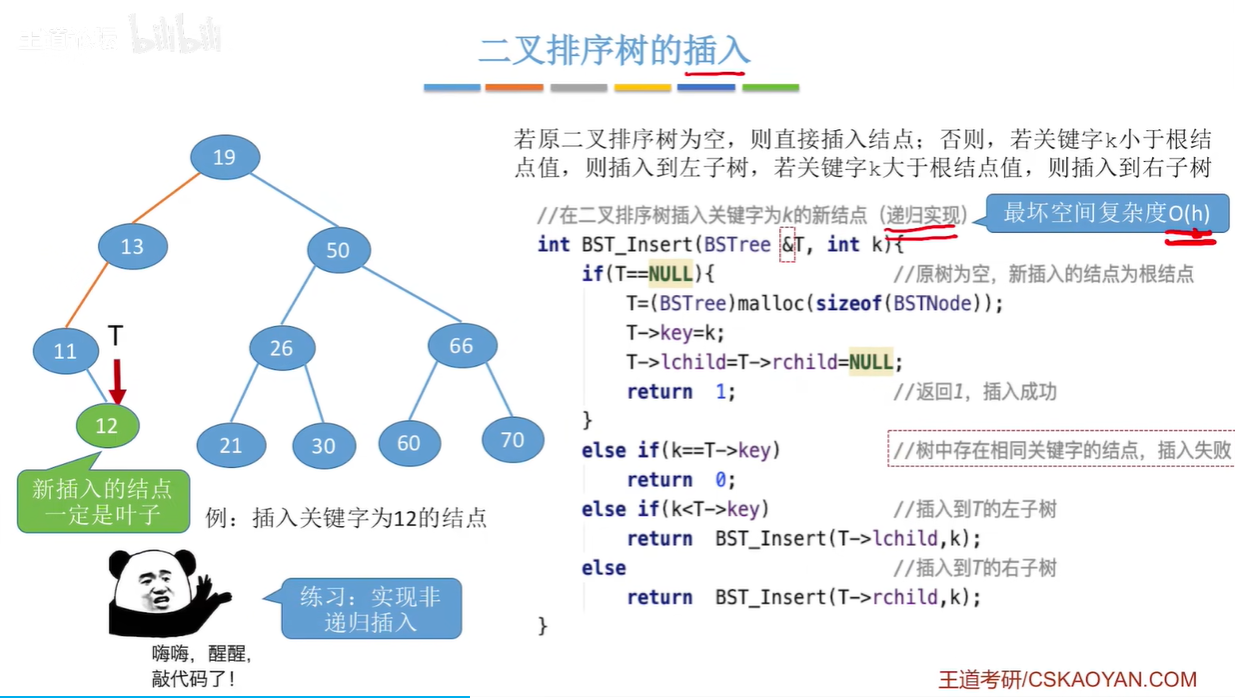 bilibili
二叉排序树的插入
若原二叉排序树为空，则直接插入结点；否则，若关键字k小于根结
点值，则插入到左子树，若关键字k大于根结点值，则插入到右子树
19
13
50
11
T
26
66
12
21
30
60
70
新插入的结点
一定是叶子
例：插入关键字为12的结点
练习：实现非
递归插入
嗨嗨，醒醒，
敲代码了！
最坏空间复杂度O(h)
//在二叉排序树插入关键字为k的新结点（递归实现）
int BST_Insert(BSTree &T, int k){
if(T==NULL){ //原树为空，新插入的结点为根结点
T=(BSTree)malloc(sizeof(BSTNode));
T->key=k;
T->lchild=T->rchild=NULL;
return 1; //返回1，插入成功
}
else if(k==T->key) //树中存在相同关键字的结点，插入失败
return 0;
else if(k<T->key) //插入到T的左子树
return BST_Insert(T->lchild,k);
else //插入到T的右子树
return BST_Insert(T->rchild,k);
}
王道考研/CSKAOYAN.COM